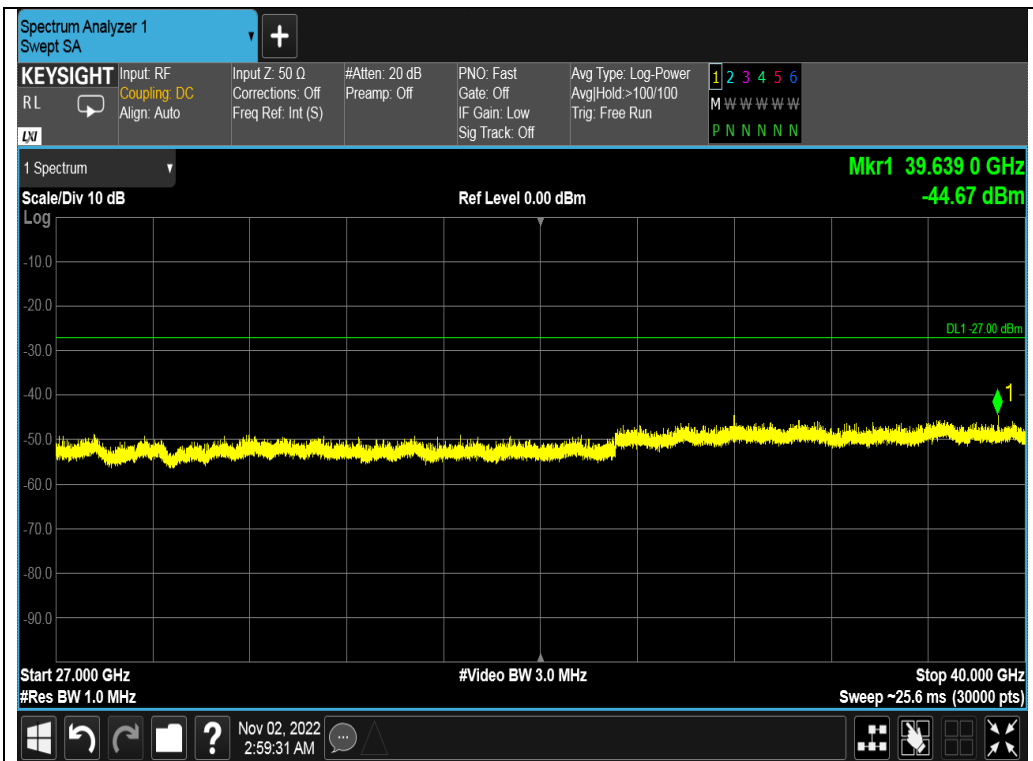 Spectrum Analyzer 1
Swept SA
+
KEYSIGHT
RL
LXI
Input: RF
Coupling: DC
Align: Auto
Input Z: 50 Ω
Corrections: Off
Freq Ref: Int (S)
#Atten: 20 dB
Preamp: Off
PNO: Fast
Gate: Off
IF Gain: Low
Sig Track: Off
Avg Type: Log-Power
Avg|Hold:>100/100
Trig: Free Run
1 2 3 4 5 6
M W W W W W
P N N N N N
1 Spectrum
Mkr1 39.639 0 GHz
Scale/Div 10 dB
Ref Level 0.00 dBm
-44.67 dBm
Log
-10.0
-20.0
DL1 -27.00 dBm
-30.0
-40.0
1
-50.0
-60.0
-70.0
-80.0
-90.0
Start 27.000 GHz
#Video BW 3.0 MHz
Stop 40.000 GHz
#Res BW 1.0 MHz
Sweep ~25.6 ms (30000 pts)
?
Nov 02, 2022
2:59:31 AM